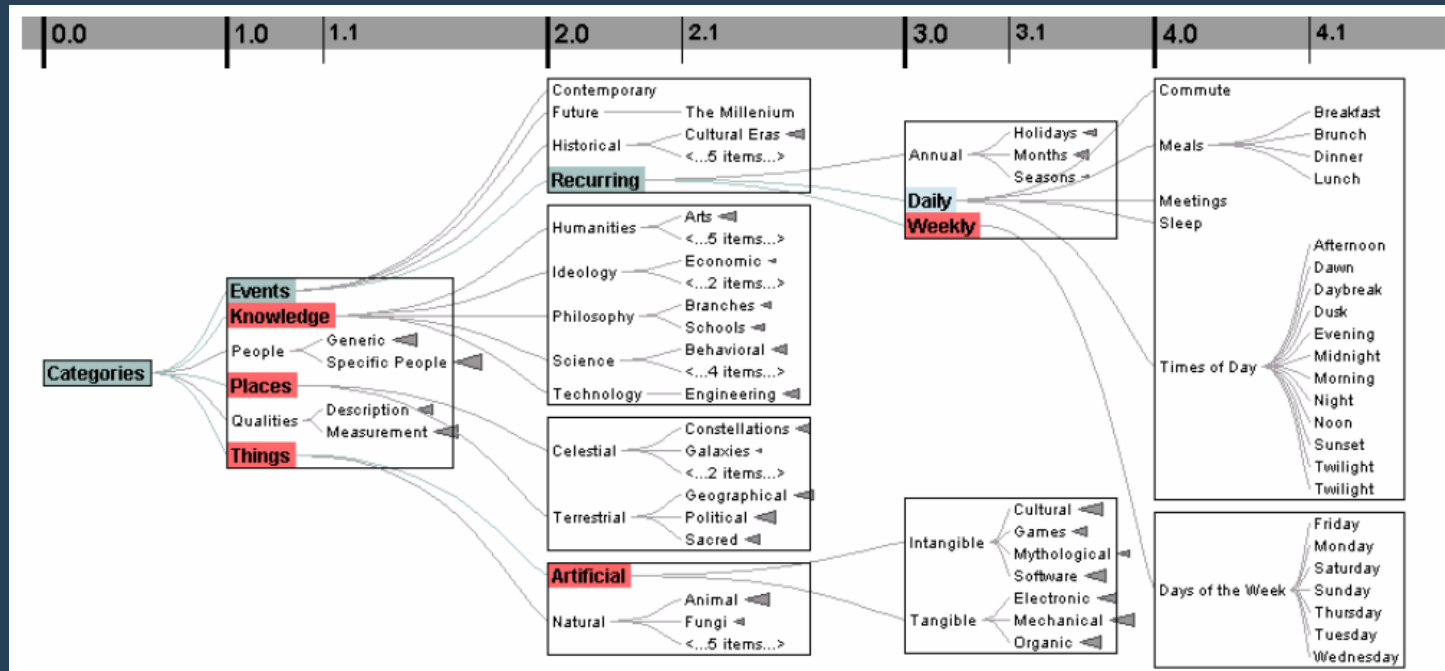 0.0
1.0
1.1
2.0
2.1
3.0
3.1
4.0
4.1
Categories
Events
Knowledge
People
Generic
Specific People
Places
Qualities
Description
Measurement
Things
Contemporary
Future
The Millenium
Historical
Cultural Eras
<...5 items...>
Recurring
Humanities
Arts
<...5 items...>
Ideology
Economic
<...2 items...>
Philosophy
Branches
Schools
Science
Behavioral
<...4 items...>
Technology
Engineering
Celestial
Constellations
Galaxies
<...2 items...>
Terrestrial
Geographical
Political
Sacred
Artificial
Natural
Animal
Fungi
<...5 items...>
Annual
Holidays
Months
Seasons
Daily
Weekly
Intangible
Cultural
Games
Mythological
Software
Tangible
Electronic
Mechanical
Organic
Commute
Meals
Breakfast
Brunch
Dinner
Lunch
Meetings
Sleep
Times of Day
Afternoon
Dawn
Daybreak
Dusk
Evening
Midnight
Morning
Night
Noon
Sunset
Twilight
Twilight
Days of the Week
Friday
Monday
Saturday
Sunday
Thursday
Tuesday
Wednesday